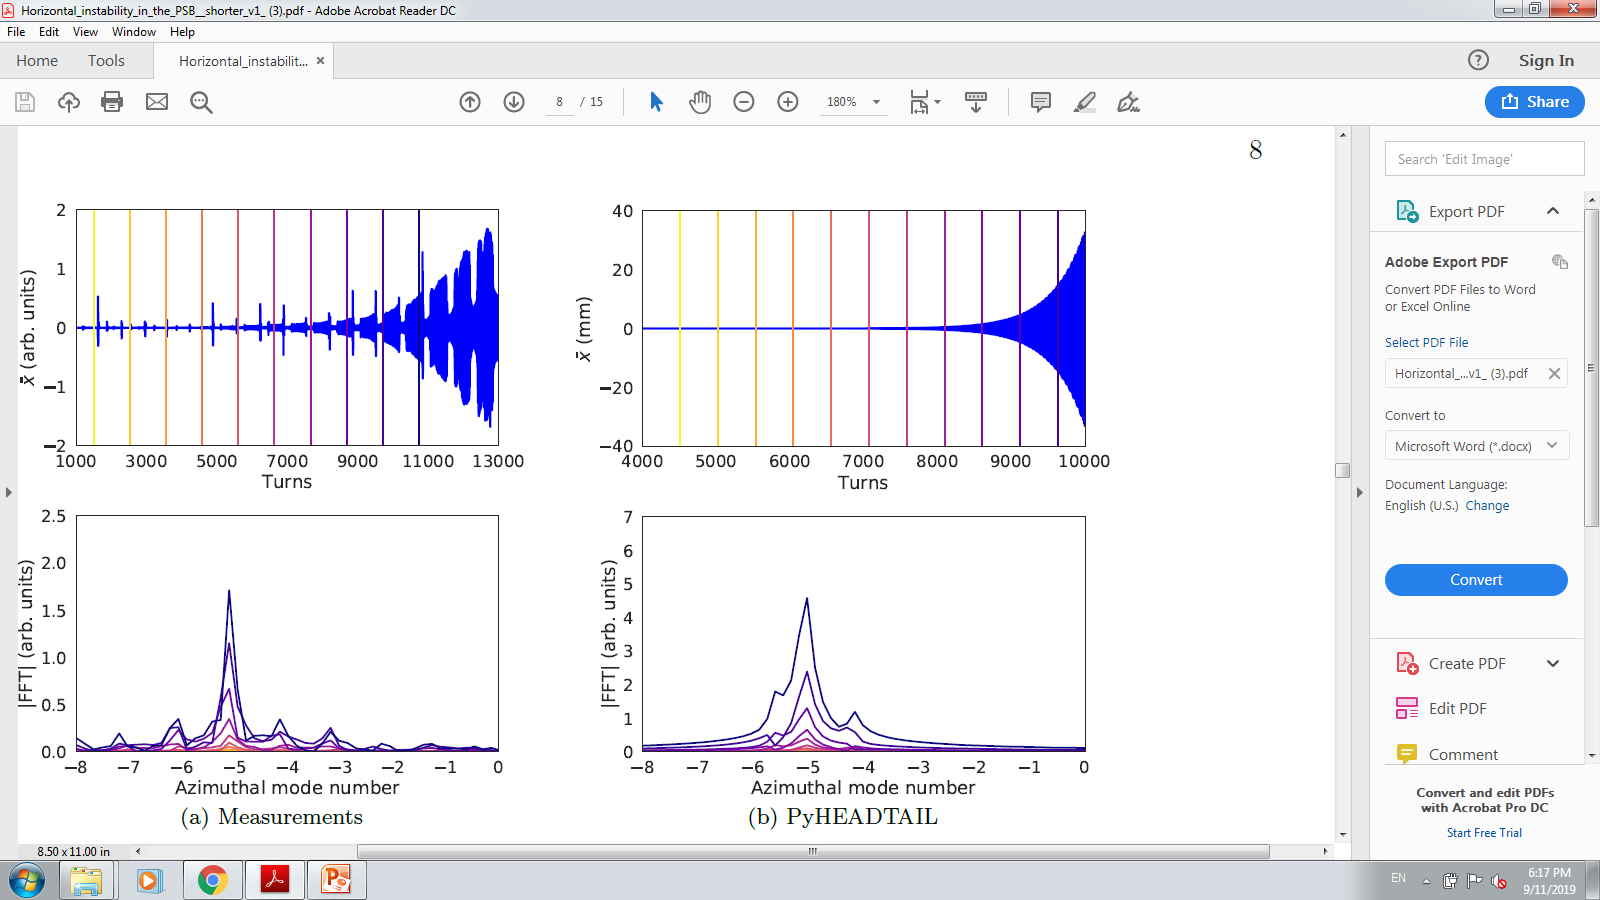 Horizontal_instability_in_the_PSB__shorter_v1_ (3).pdf - Adobe Acrobat Reader DC
File Edit View Window Help
Home Tools Horizontal_instabilit... × ? Sign In
8 / 15 180% Share
8
2
1
0
−1
−2
x̄ (arb. units)
1000 3000 5000 7000 9000 11000 13000
Turns
40
20
0
−20
−40
x̄ (mm)
4000 5000 6000 7000 8000 9000 10000
Turns
2.5
2.0
1.5
1.0
0.5
0.0
|FFT| (arb. units)
−8 −7 −6 −5 −4 −3 −2 −1 0
Azimuthal mode number
(a) Measurements
7
6
5
4
3
2
1
0
|FFT| (arb. units)
−8 −7 −6 −5 −4 −3 −2 −1 0
Azimuthal mode number
(b) PyHEADTAIL
Search 'Edit Image'
Export PDF
Adobe Export PDF
Convert PDF Files to Word
or Excel Online
Select PDF File
Horizontal_...v1_ (3).pdf
Convert to
Microsoft Word (*.docx)
Document Language:
English (U.S.) Change
Convert
Create PDF
Edit PDF
Comment
Convert and edit PDFs
with Acrobat Pro DC
Start Free Trial
8.50 x 11.00 in
EN
6:17 PM
9/11/2019